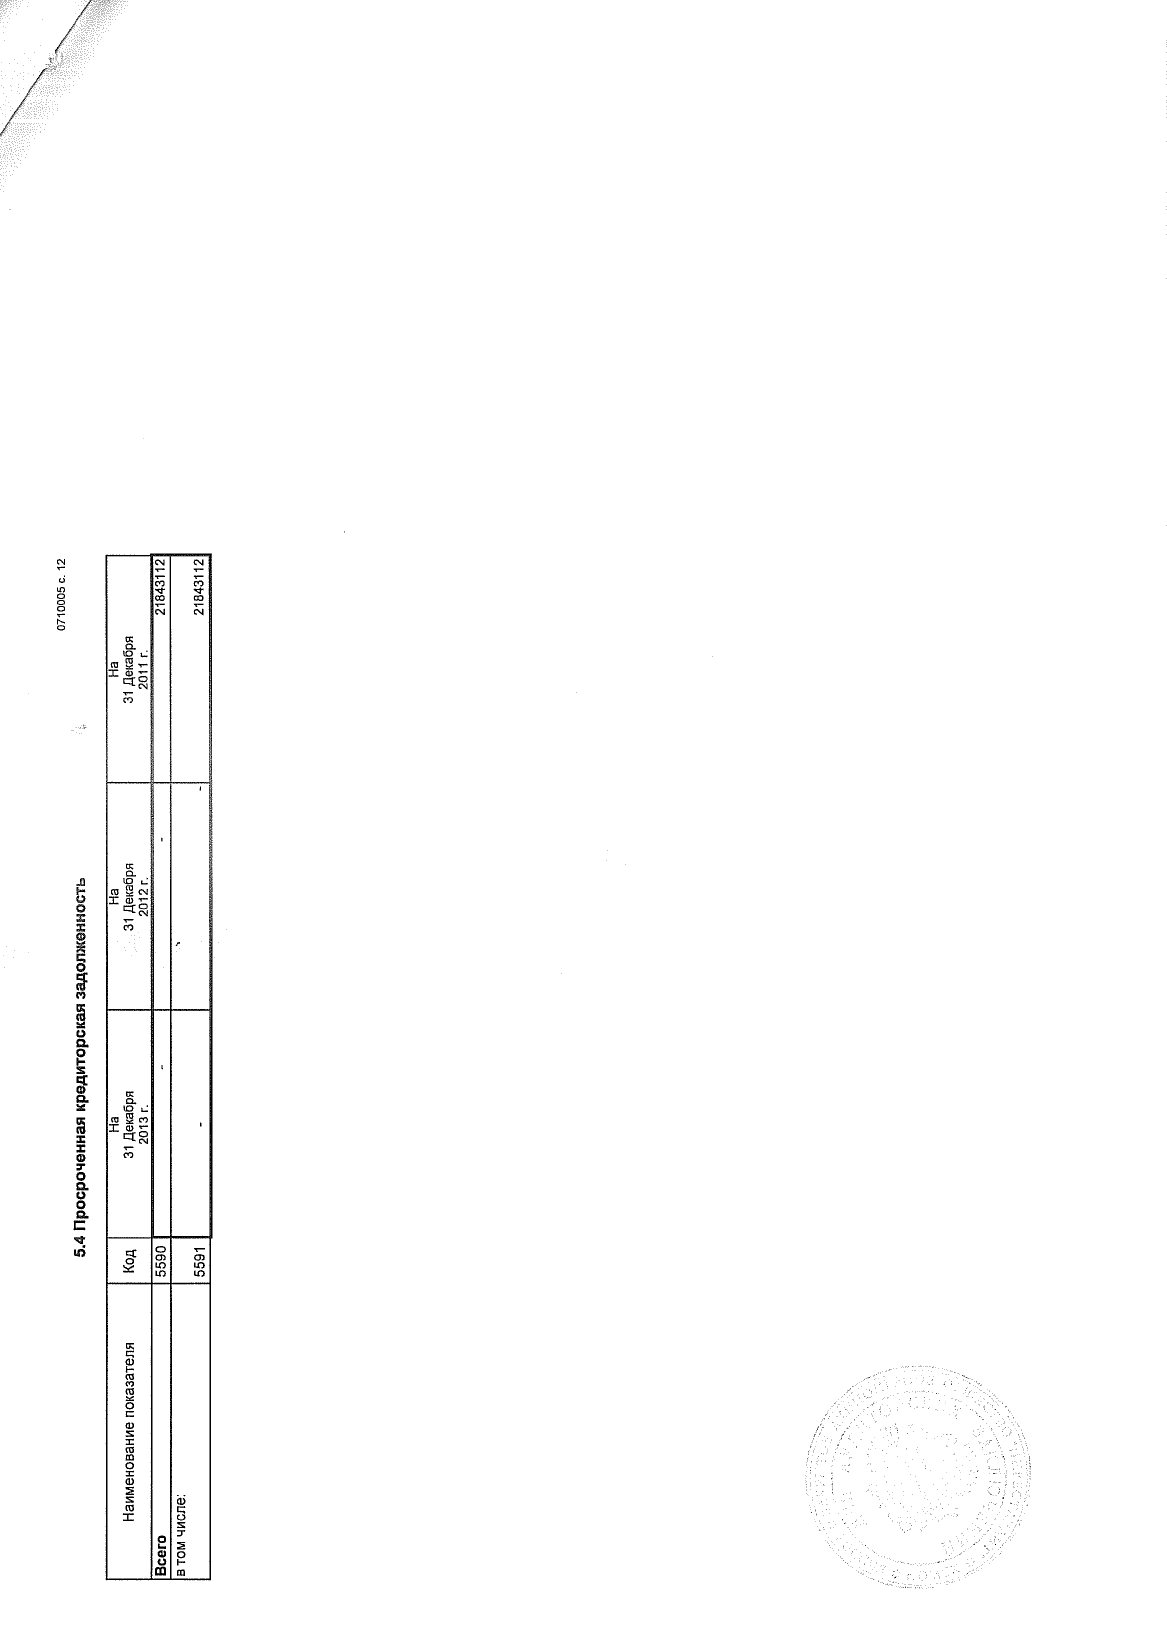 0710005 с. 12
5.4 Просроченная кредиторская задолженность
Наименование показателя Код На 31 Декабря 2013 г. На 31 Декабря 2012 г. На 31 Декабря 2011 г.
Всего 5590 - - 21843112
в том числе:
5591 - - 21843112